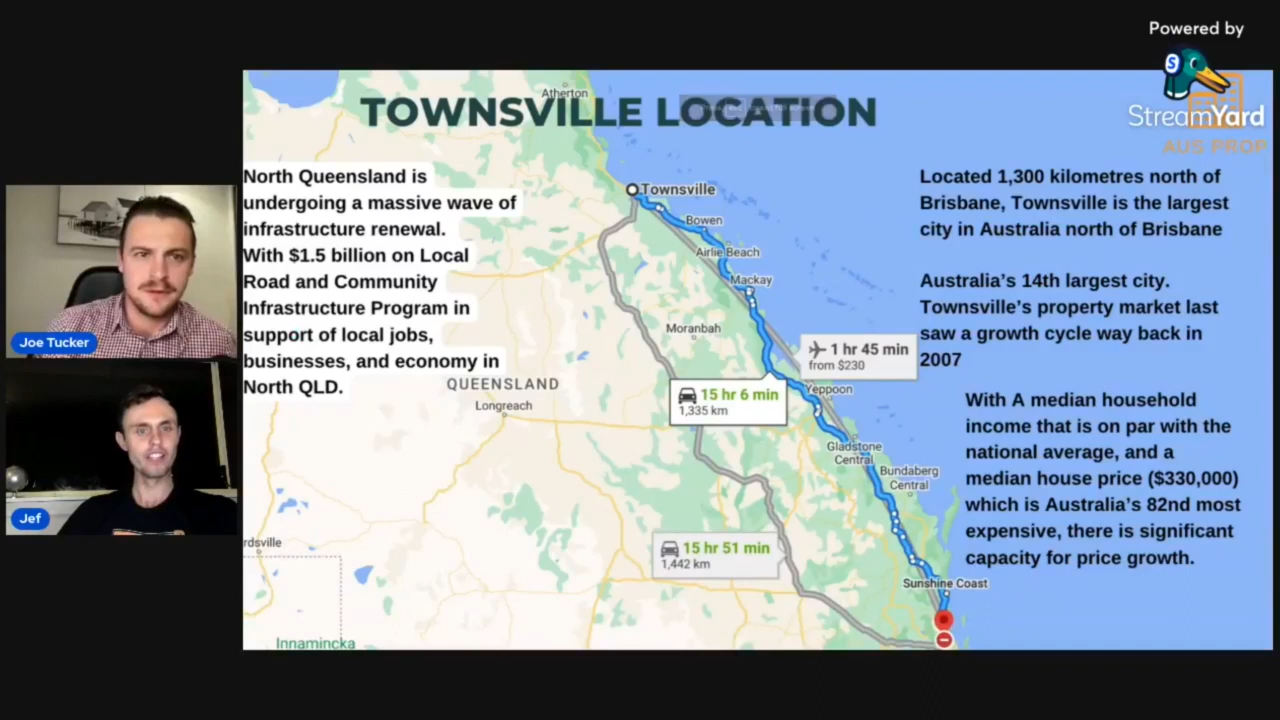 Powered by
StreamYard
AUS PROP
TOWNSVILLE LOCATION
Atherton
North Queensland is
undergoing a massive wave of
infrastructure renewal.
With $1.5 billion on Local
Road and Community
Infrastructure Program in
support of local jobs,
businesses, and economy in
North QLD.
Located 1,300 kilometres north of
Brisbane, Townsville is the largest
city in Australia north of Brisbane
Australia’s 14th largest city.
Townsville’s property market last
saw a growth cycle way back in
2007
With A median household
income that is on par with the
national average, and a
median house price ($330,000)
which is Australia’s 82nd most
expensive, there is significant
capacity for price growth.
Townsville
Bowen
Airlie Beach
Mackay
Moranbah
1 hr 45 min
from $230
QUEENSLAND
Longreach
15 hr 6 min
1,335 km
Yeppoon
Gladstone
Central
Bundaberg
Central
15 hr 51 min
1,442 km
rdsville
Sunshine Coast
Innamincka
Joe Tucker
Jef